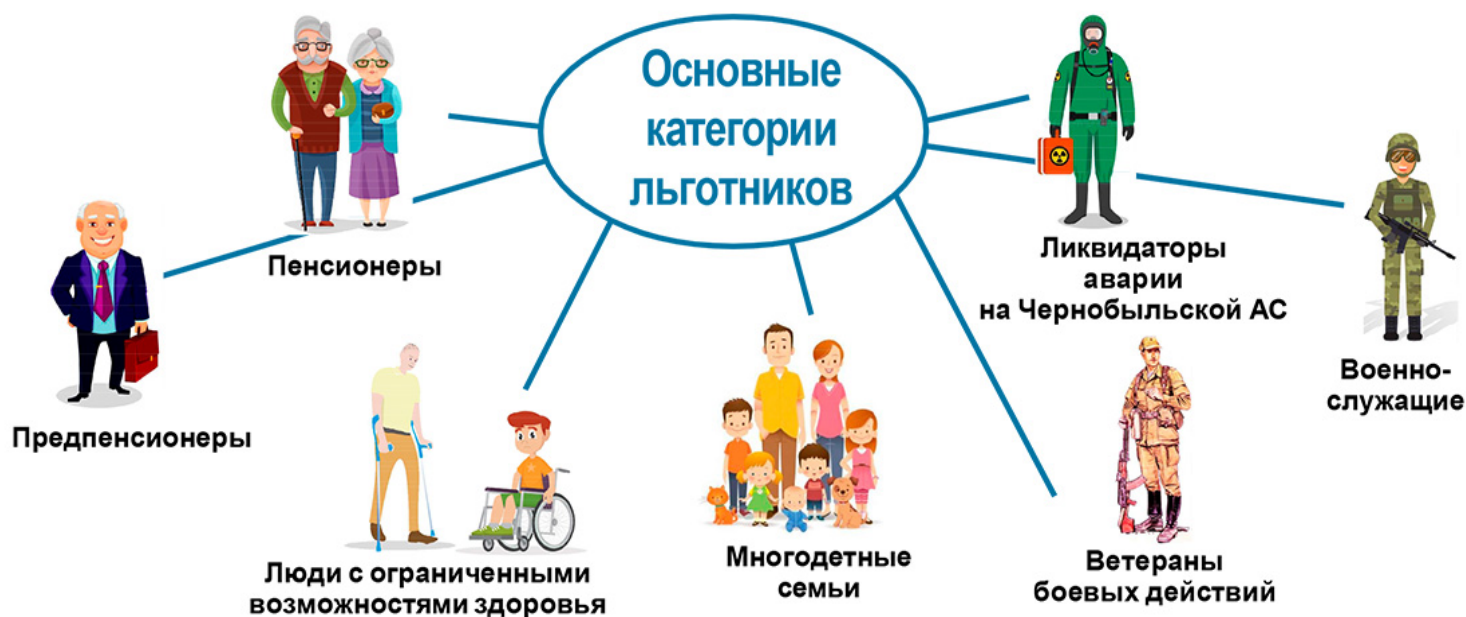 Основные
категории
льготников
Пенсионеры
Предпенсионеры
Люди с ограниченными
возможностями здоровья
Многодетные
семьи
Ветераны
боевых действий
Ликвидаторы
аварии
на Чернобыльской АС
Военно-
служащие